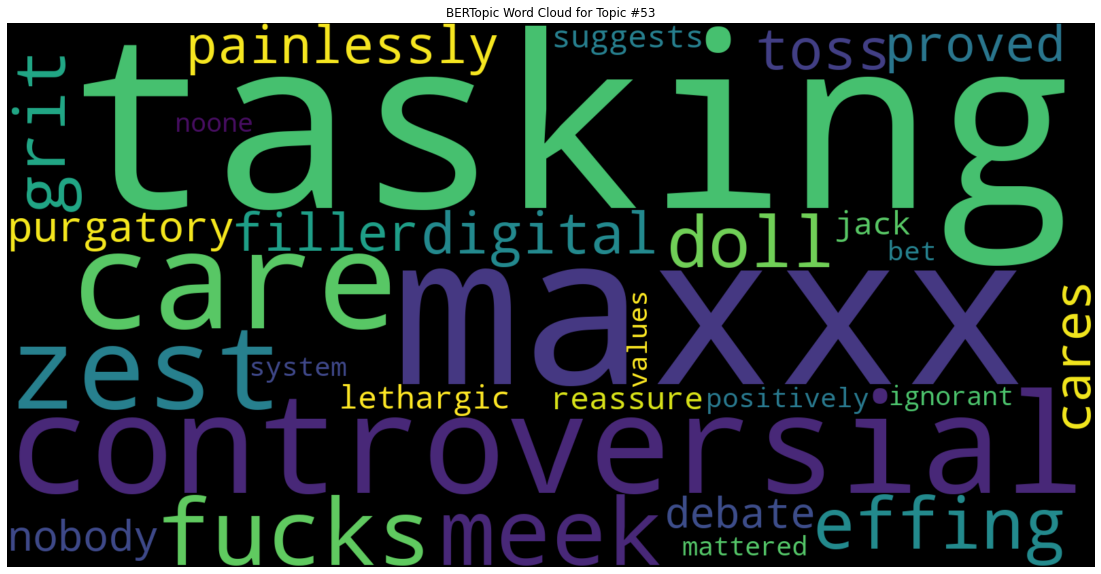 BERTopic Word Cloud for Topic #53
painlessly
suggests
toss
proved
grit
tasking
noone
purgatory
filler
digital
doll
jack
bet
care
maxxx
values
cares
zest
system
lethargic
reassure
positively
ignorant
controversial
nobody
fucks
meek
debate
mattered
effing